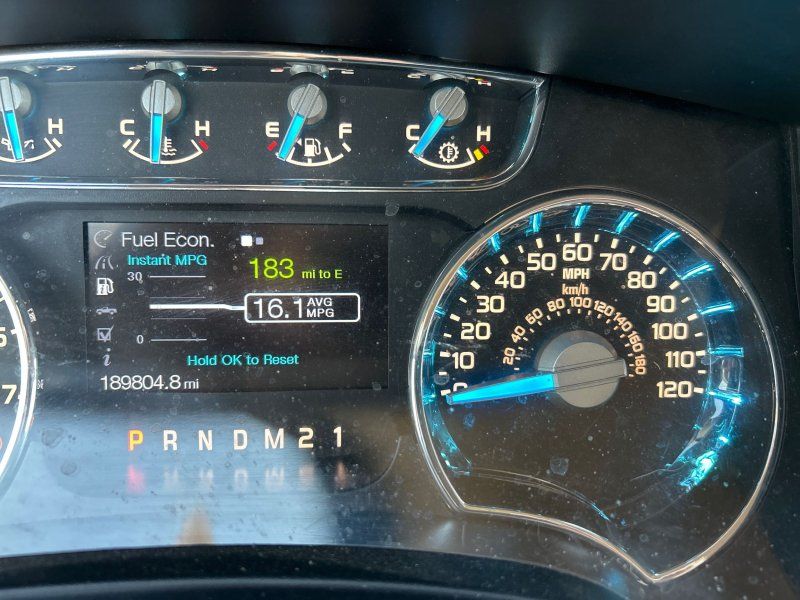 H
C H
E F
C H
Fuel Econ.
Instant MPG
30
0
183 mi to E
16.1 AVG MPG
Hold OK to Reset
189804.8 mi
P R N D M 2 1
0 10 20 30 40 50 60 70 80 90 100 110 120
MPH
km/h
20 40 60 80 100 120 140 160 180
7